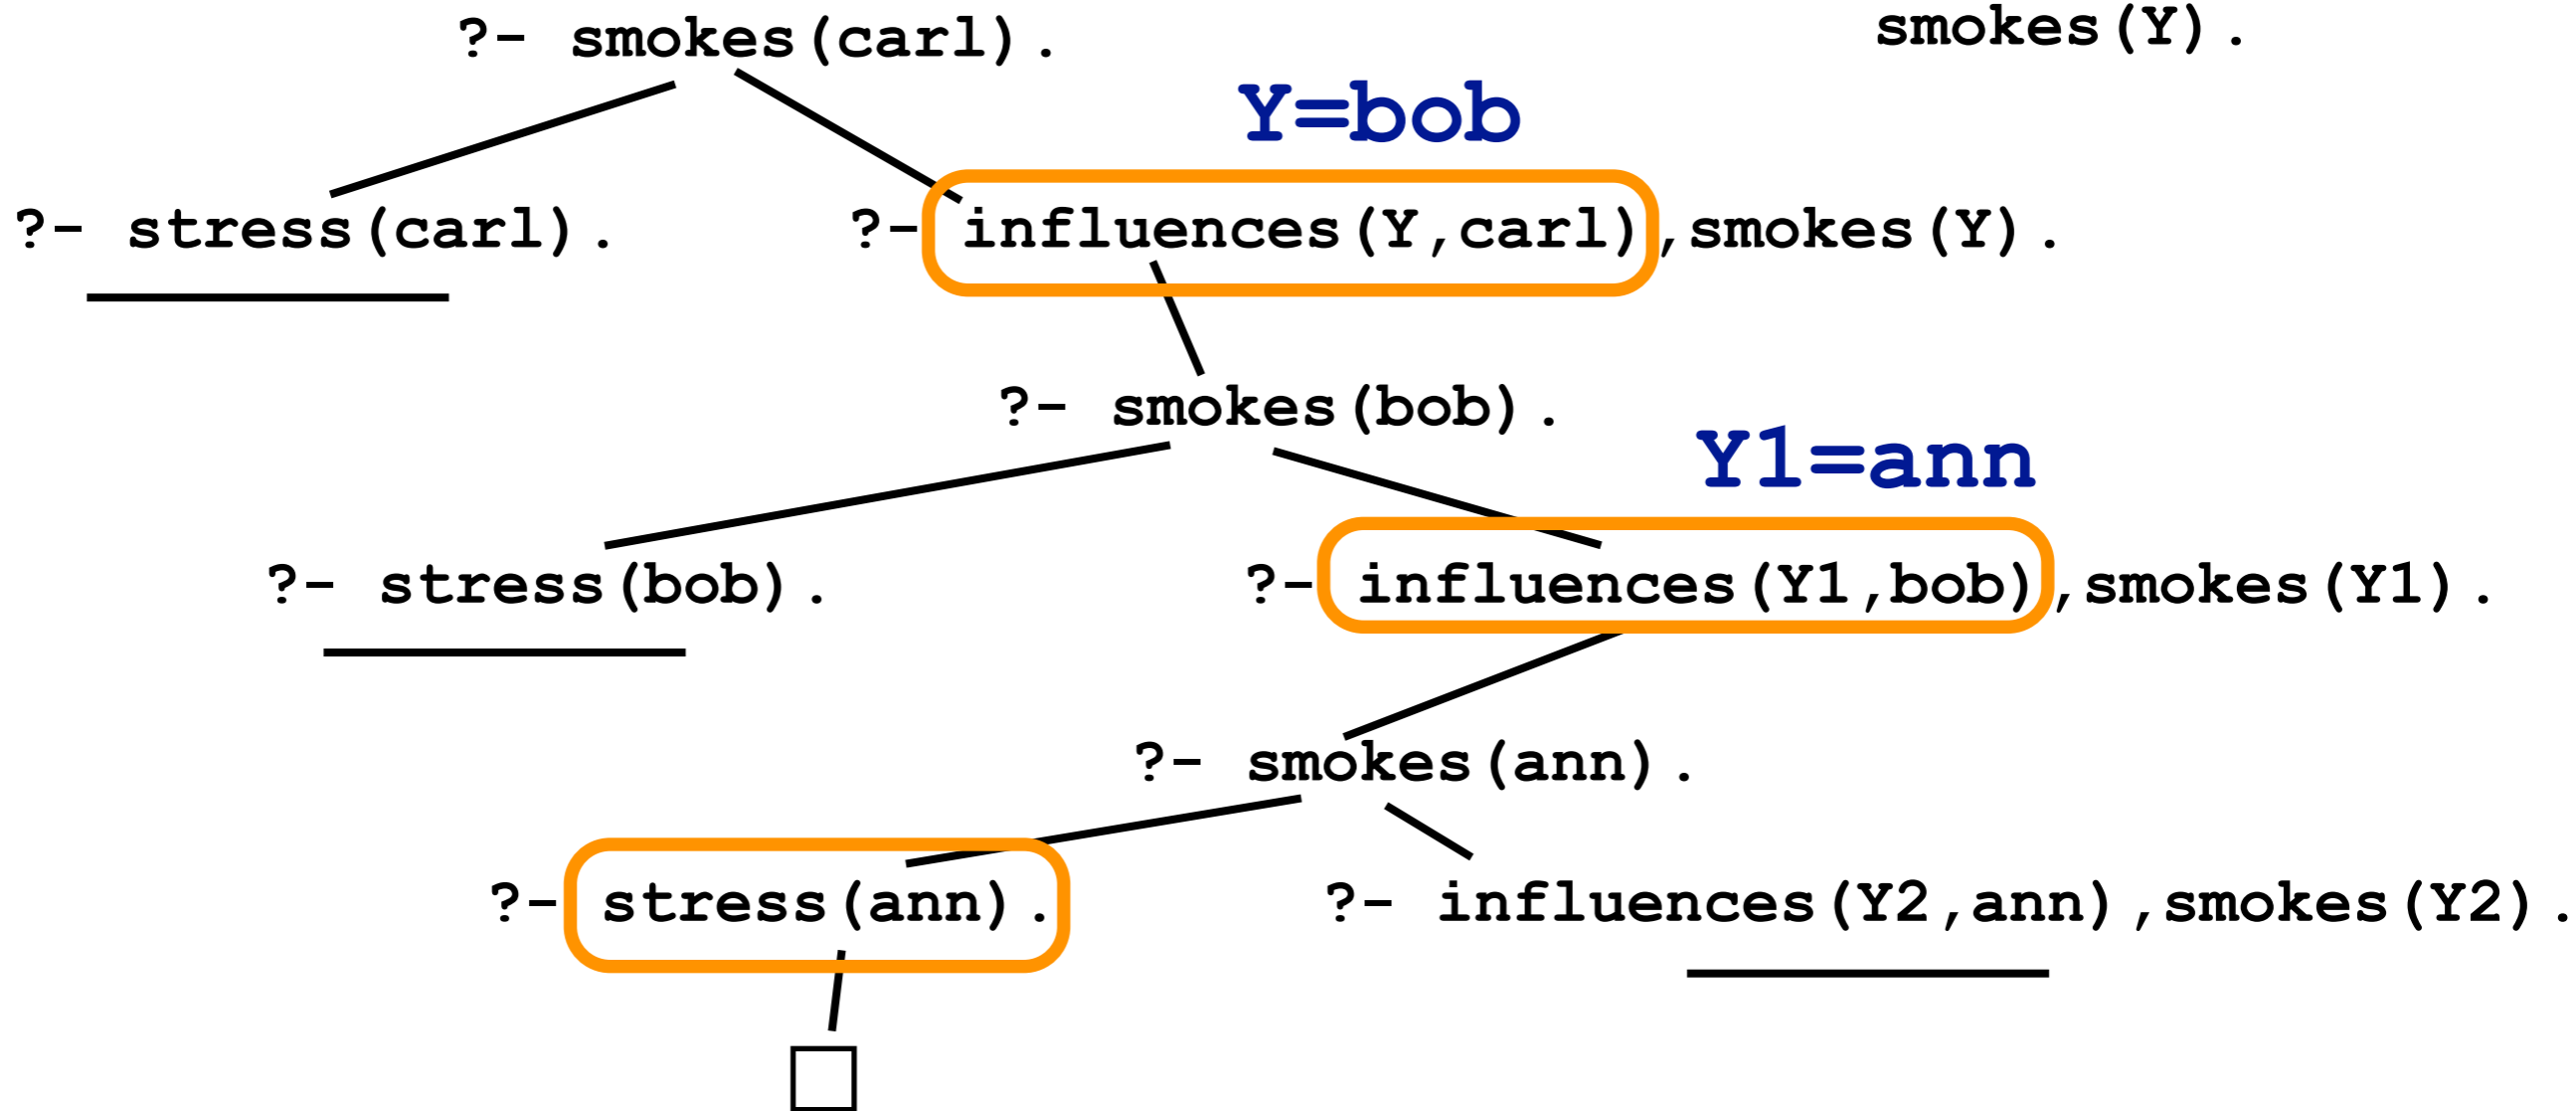 ?- smokes(carl).
smokes(Y).
Y=bob
?- stress(carl).
?- influences(Y,carl),smokes(Y).
?- smokes(bob).
Y1=ann
?- stress(bob).
?- influences(Y1,bob),smokes(Y1).
?- smokes(ann).
?- stress(ann).
?- influences(Y2,ann),smokes(Y2).